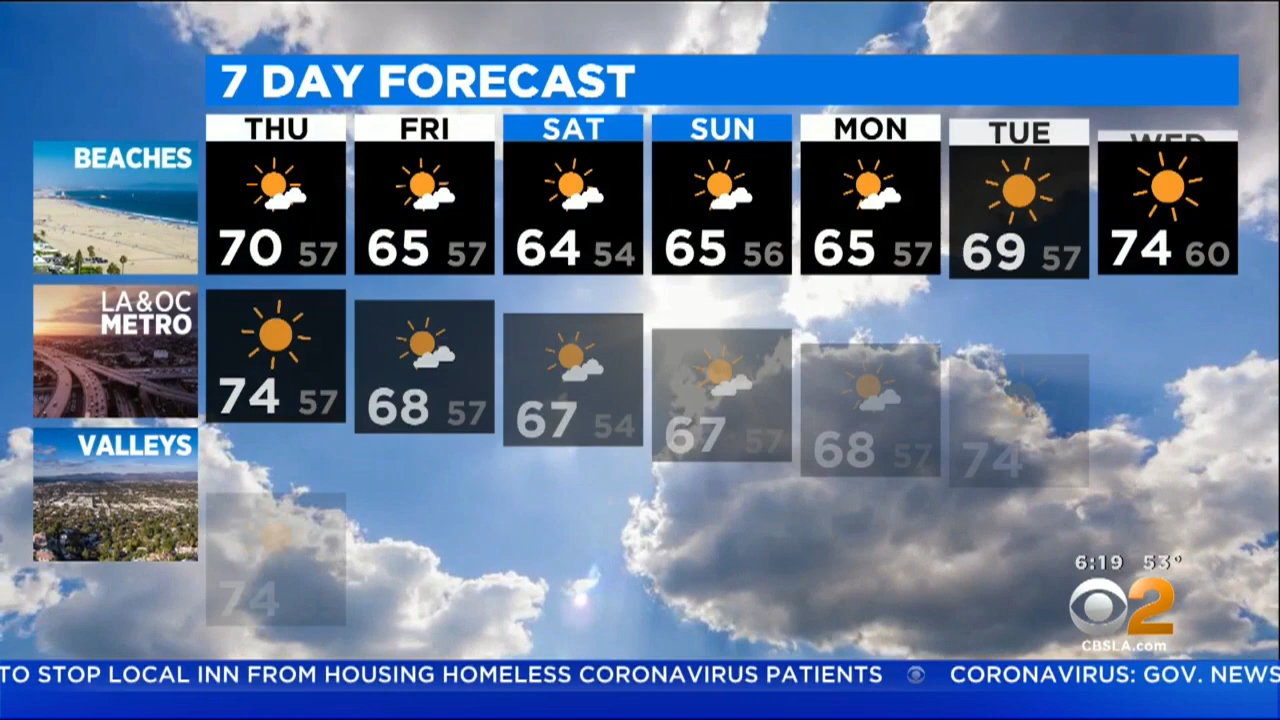 7 DAY FORECAST
THU FRI SAT SUN MON TUE WED
BEACHES
70 57 65 57 64 54 65 56 65 57 69 57 74 60
LA&OC
METRO
74 57 68 57 67 54 67 57 68 57 74
VALLEYS
74
6:19 53°
2
CBSLA.com
TO STOP LOCAL INN FROM HOUSING HOMELESS CORONAVIRUS PATIENTS CORONAVIRUS: GOV. NEWS